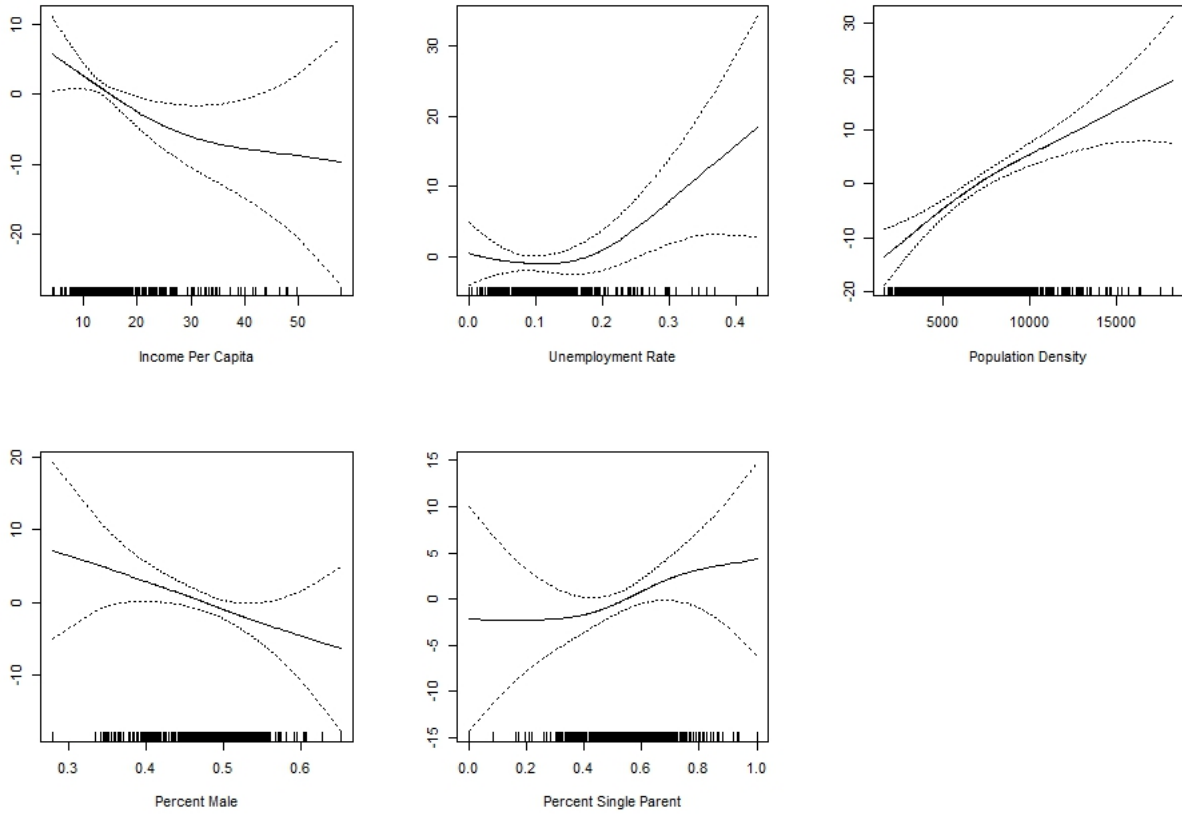 10
0
-10
-20
10 20 30 40 50
Income Per Capita
30
20
10
0
0.0 0.1 0.2 0.3 0.4
Unemployment Rate
30
20
10
0
-10
-20
5000 10000 15000
Population Density
20
10
0
-10
0.3 0.4 0.5 0.6
Percent Male
15
10
5
0
-5
-10
-15
0.0 0.2 0.4 0.6 0.8 1.0
Percent Single Parent